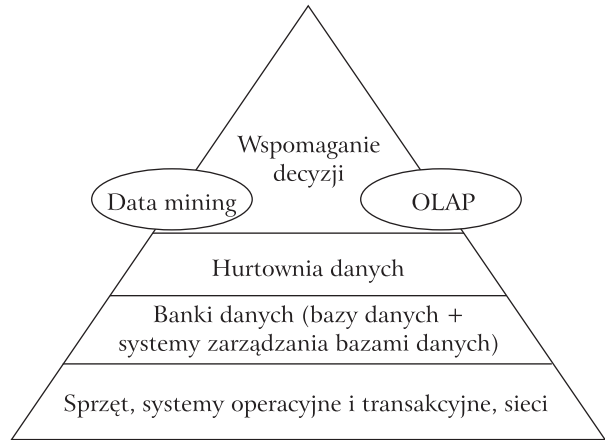 Wspomaganie
decyzji
Data mining
OLAP
Hurtownia danych
Banki danych (bazy danych +
systemy zarządzania bazami danych)
Sprzęt, systemy operacyjne i transakcyjne, sieci